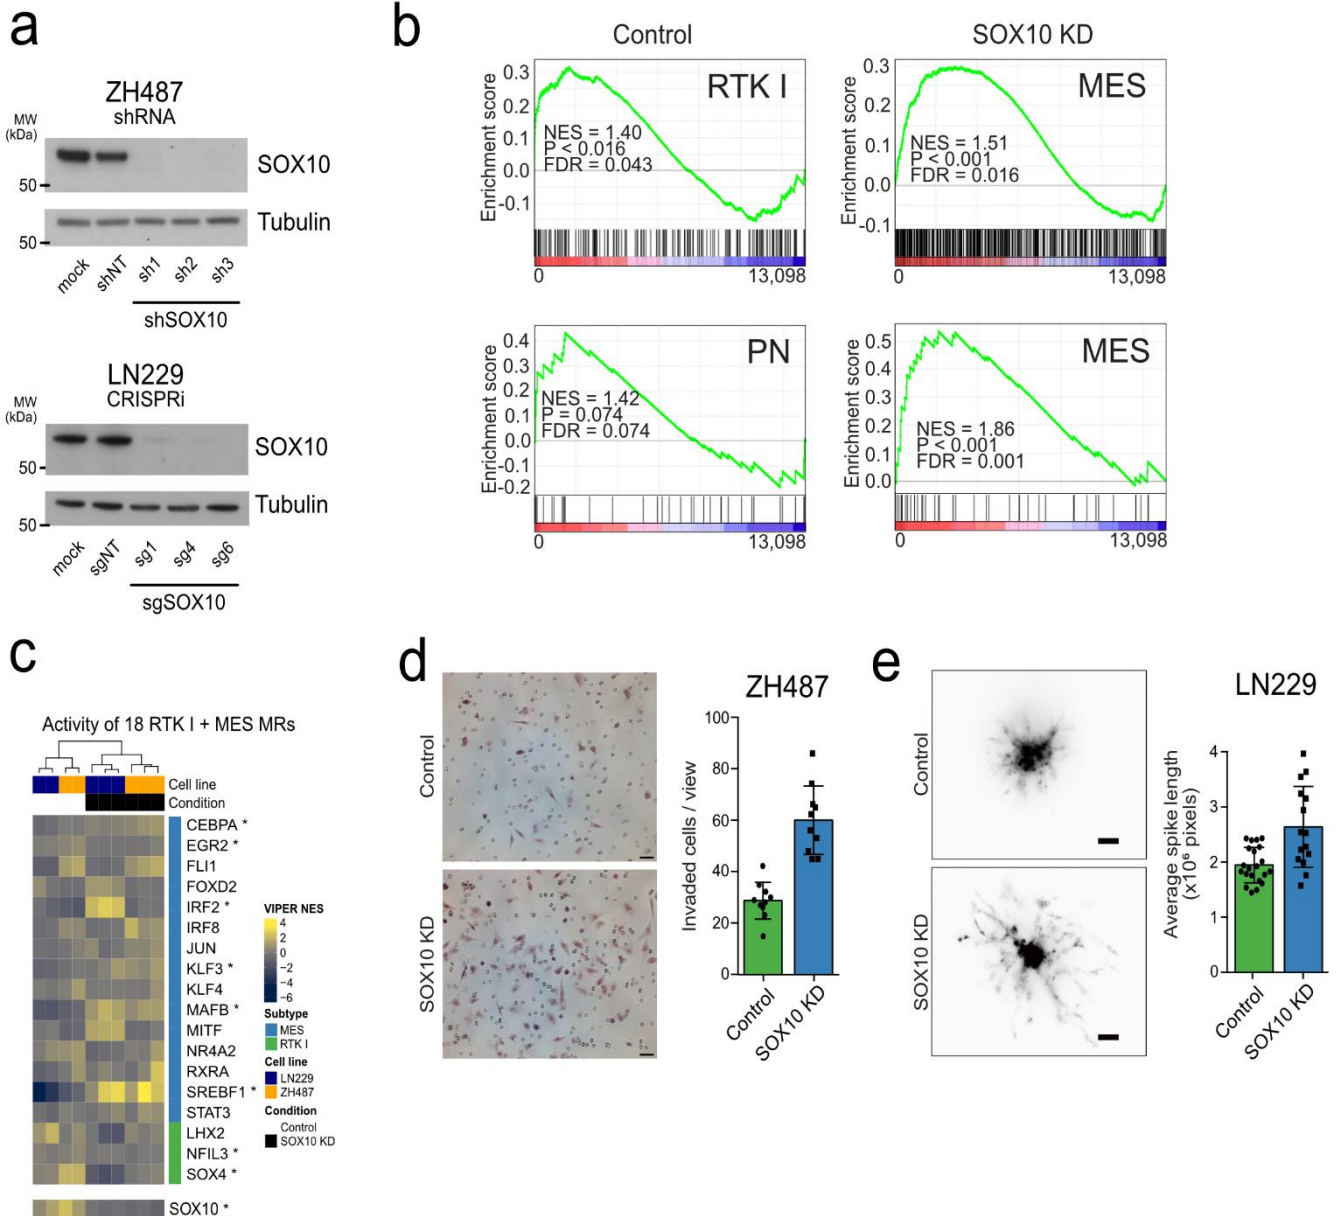 a
ZH487
shRNA
MW
(kDa)
SOX10
50
Tubulin
50
mock
shNT
sh1
sh2
sh3
shSOX10
LN229
CRISPRi
MW
(kDa)
SOX10
50
Tubulin
50
mock
sgNT
sg1
sg4
sg6
sgSOX10
b
Control
SOX10 KD
Enrichment score
0.3
0.2
0.1
0.0
-0.1
RTK I
NES = 1.40
P < 0.016
FDR = 0.043
0
13,098
Enrichment score
0.3
0.2
0.1
0.0
-0.1
MES
NES = 1.51
P < 0.001
FDR = 0.016
0
13,098
Enrichment score
0.4
0.3
0.2
0.1
0.0
-0.1
-0.2
PN
NES = 1.42
P = 0.074
FDR = 0.074
0
13,098
Enrichment score
0.5
0.4
0.3
0.2
0.1
0.0
MES
NES = 1.86
P < 0.001
FDR = 0.001
0
13,098
c
Activity of 18 RTK I + MES MRs
Cell line
Condition
CEBPA *
EGR2 *
FLI1
FOXD2
IRF2 *
IRF8
JUN
KLF3 *
KLF4
MAFB *
MITF
NR4A2
RXRA
SREBF1 *
STAT3
LHX2
NFIL3 *
SOX4 *
SOX10 *
VIPER NES
4
2
0
−2
−4
−6
Subtype
MES
RTK I
Cell line
LN229
ZH487
Condition
Control
SOX10 KD
d
Control
SOX10 KD
ZH487
Invaded cells / view
100
80
60
40
20
0
Control
SOX10 KD
e
Control
SOX10 KD
LN229
Average spike length
(x10⁶ pixels)
4
3
2
1
0
Control
SOX10 KD